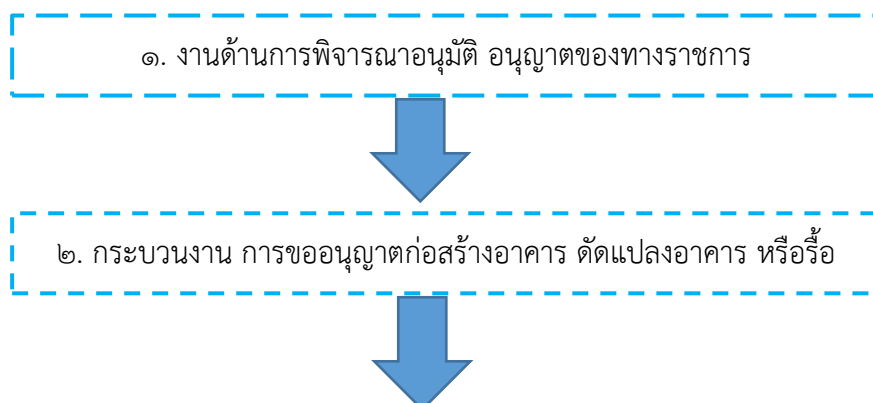 ๑. งานด้านการพิจารณาอนุมัติ อนุญาตของทางราชการ
๒. กระบวนงาน การขออนุญาตก่อสร้างอาคาร ดัดแปลงอาคาร หรือรื้อ